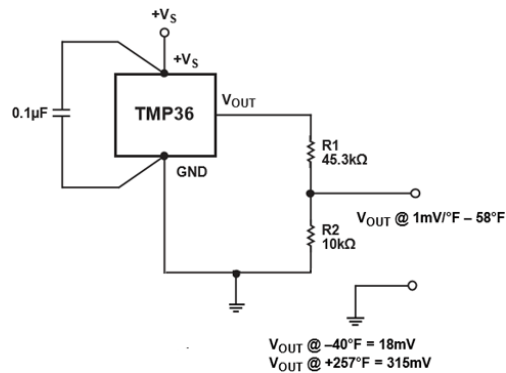 +VS
+VS
0.1µF
TMP36
VOUT
GND
R1
45.3kΩ
VOUT @ 1mV/°F – 58°F
R2
10kΩ
VOUT @ –40°F = 18mV
VOUT @ +257°F = 315mV